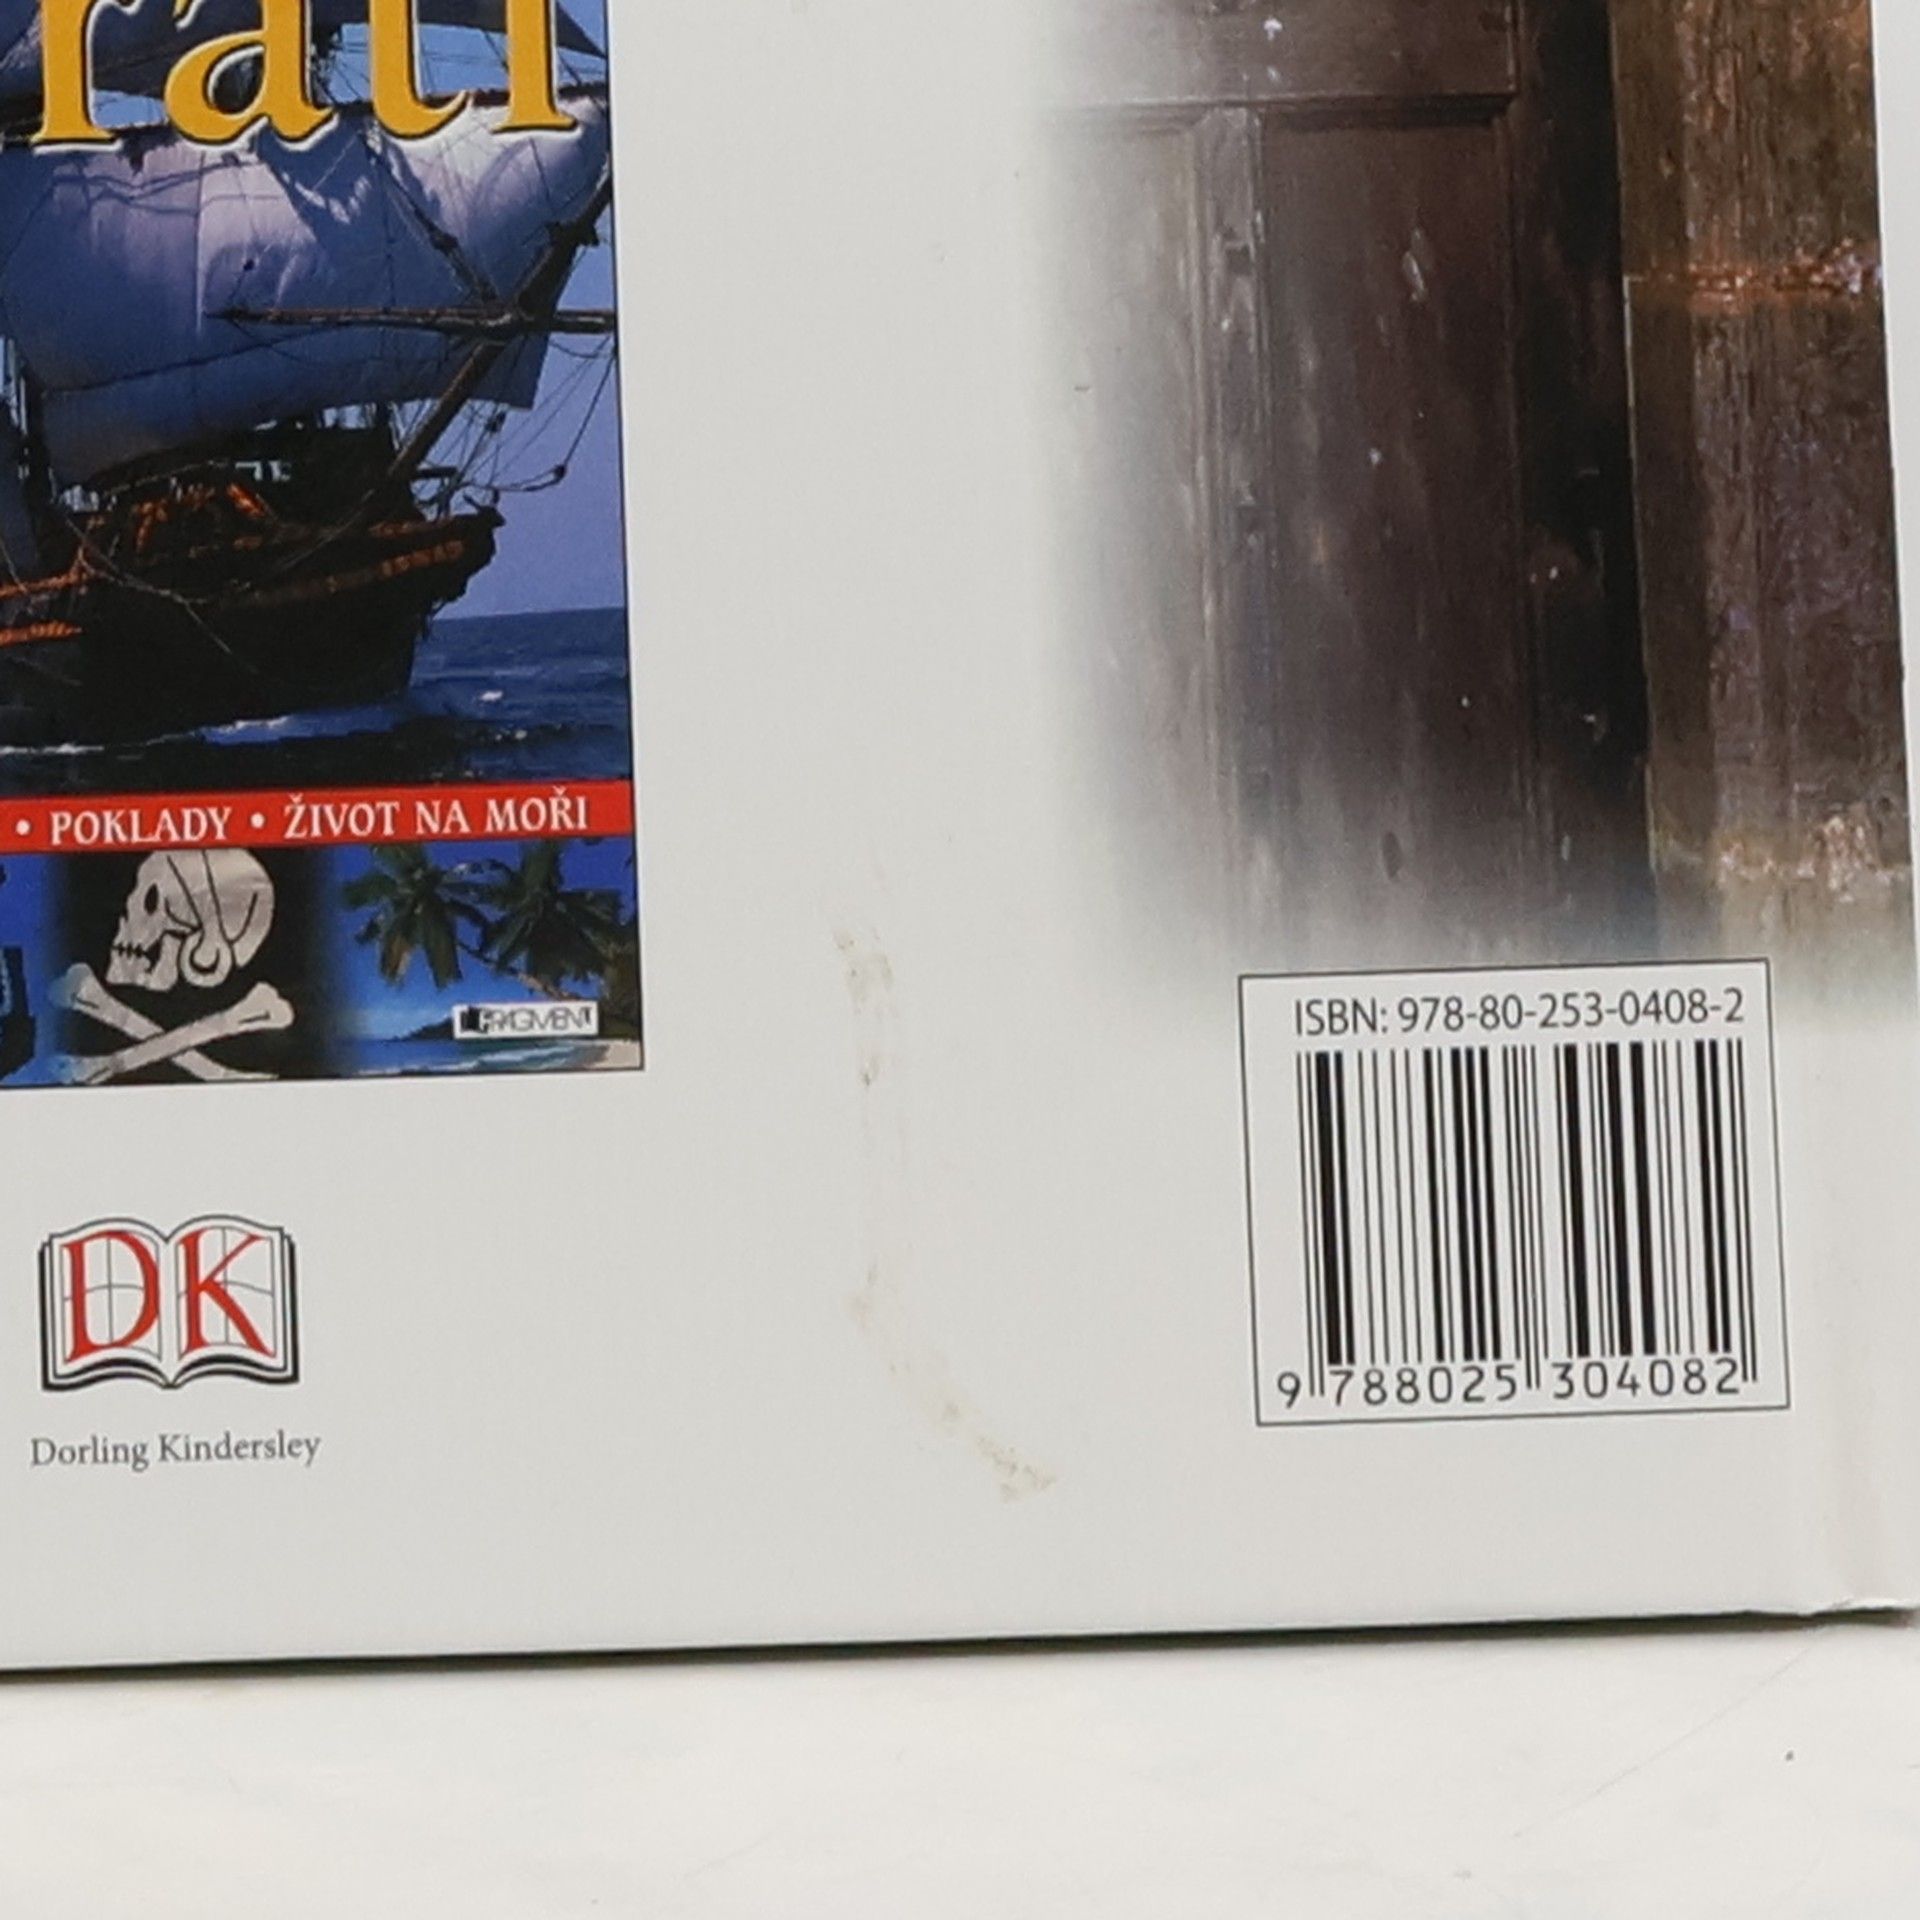 rati
• POKLADY • ŽIVOT NA MOŘI
FRAGMENT
DK
Dorling Kindersley
ISBN: 978-80-253-0408-2
9 788025 304082